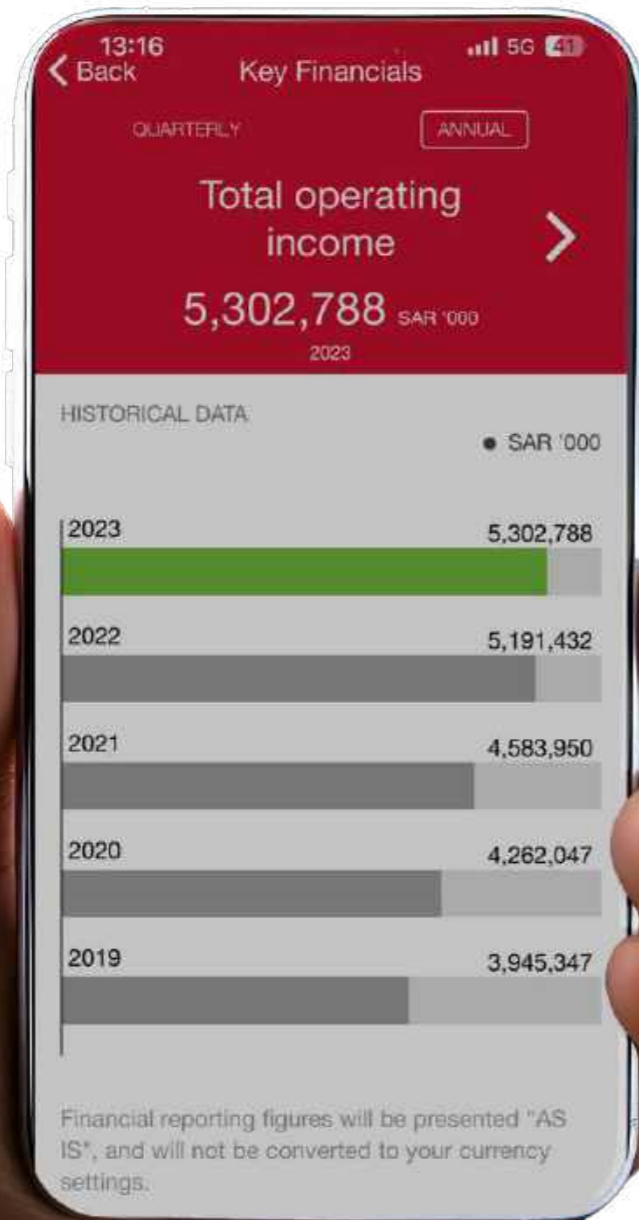 13:16
5G 41
Back
Key Financials
QUARTERLY
ANNUAL
Total operating
income
5,302,788 SAR '000
2023
HISTORICAL DATA
• SAR '000
2023
5,302,788
2022
5,191,432
2021
4,583,950
2020
4,262,047
2019
3,945,347
Financial reporting figures will be presented "AS
IS", and will not be converted to your currency
settings.